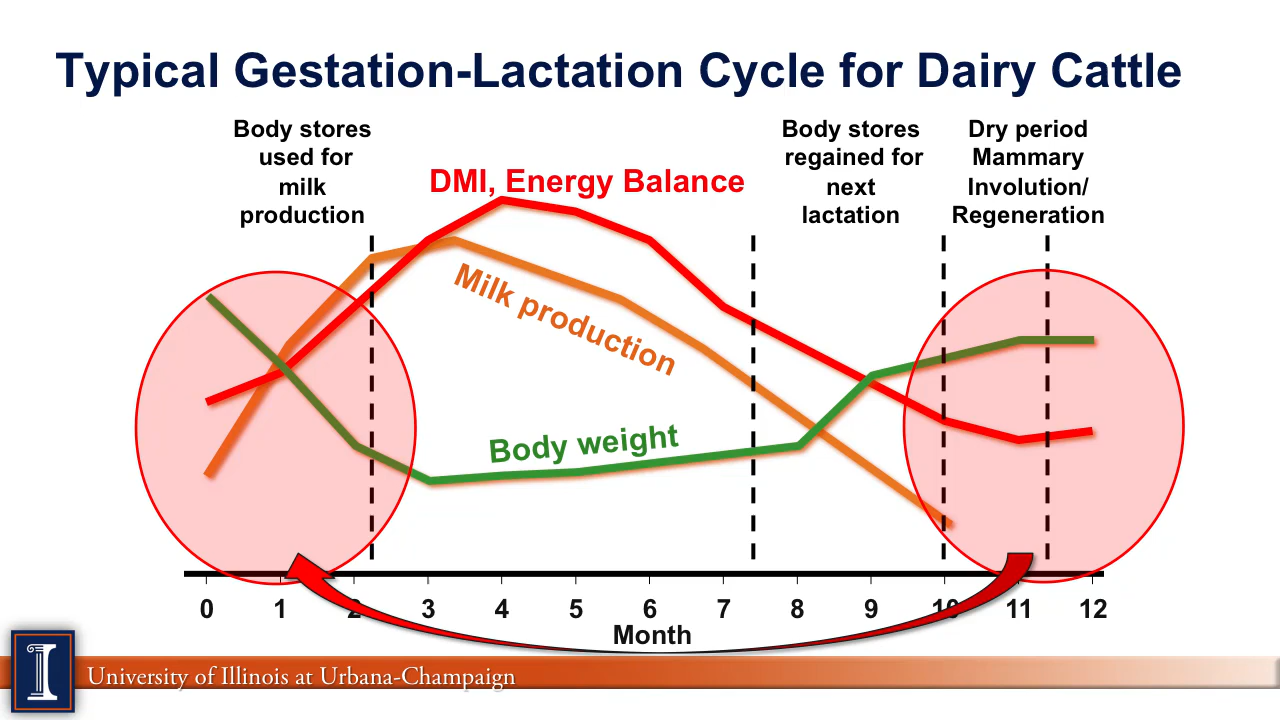 Typical Gestation-Lactation Cycle for Dairy Cattle
Body stores
used for
milk
production
DMI, Energy Balance
Body stores
regained for
next
lactation
Dry period
Mammary
Involution/
Regeneration
Milk production
Body weight
0 1 2 3 4 5 6 7 8 9 10 11 12
Month
I
University of Illinois at Urbana-Champaign